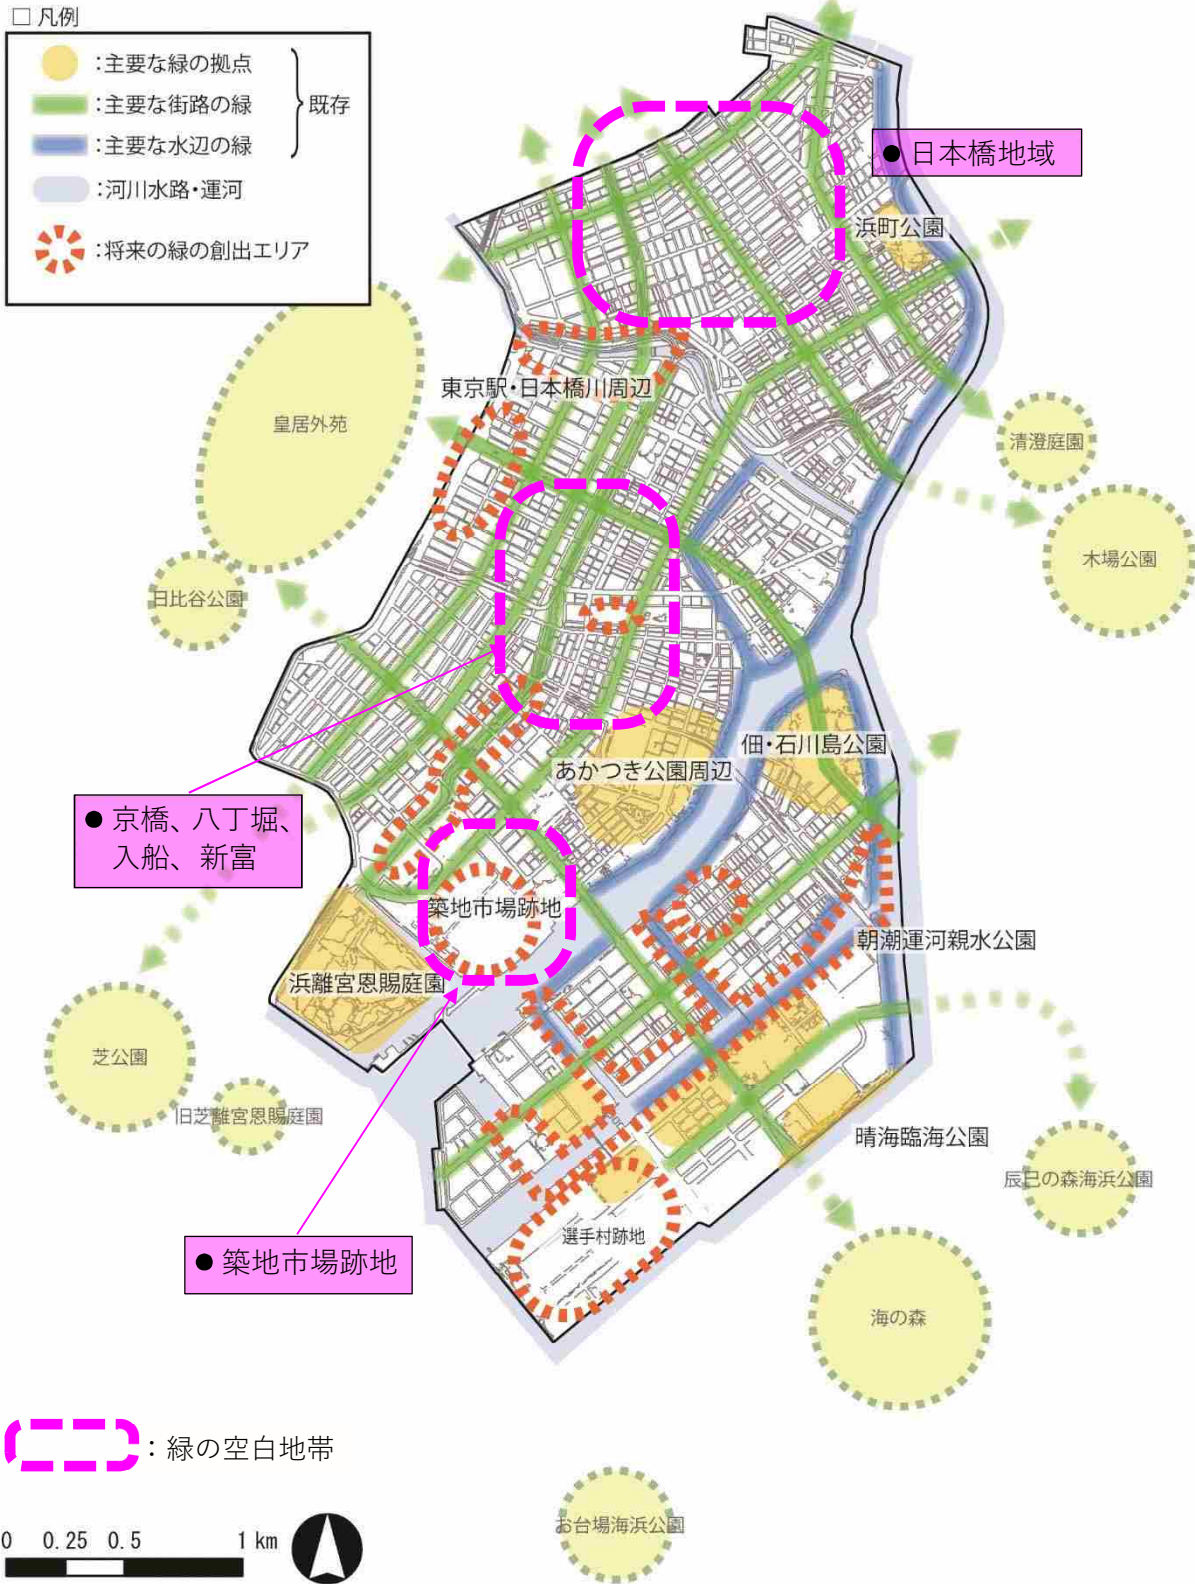 □ 凡例
：主要な緑の拠点
：主要な街路の緑
既存
：主要な水辺の緑
：河川水路・運河
：将来の緑の創出エリア
● 日本橋地域
浜町公園
東京駅・日本橋川周辺
皇居外苑
清澄庭園
木場公園
日比谷公園
佃・石川島公園
あかつき公園周辺
● 京橋、八丁堀、
入船、新富
築地市場跡地
朝潮運河親水公園
浜離宮恩賜庭園
芝公園
旧芝離宮恩賜庭園
晴海臨海公園
辰巳の森海浜公園
選手村跡地
● 築地市場跡地
海の森
：緑の空白地帯
お台場海浜公園
0 0.25 0.5 1 km